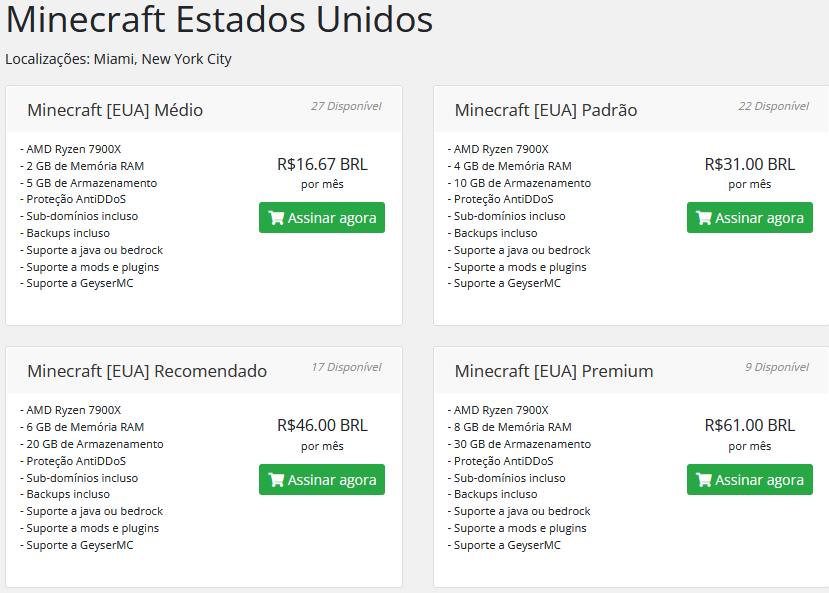 Minecraft Estados Unidos
Localizações: Miami, New York City
Minecraft [EUA] Médio
27 Disponível
- AMD Ryzen 7900X
- 2 GB de Memória RAM
- 5 GB de Armazenamento
- Proteção AntiDDoS
- Sub-domínios incluso
- Backups incluso
- Suporte a java ou bedrock
- Suporte a mods e plugins
- Suporte a GeyserMC
R$16.67 BRL
por mês
Assinar agora
Minecraft [EUA] Padrão
22 Disponível
- AMD Ryzen 7900X
- 4 GB de Memória RAM
- 10 GB de Armazenamento
- Proteção AntiDDoS
- Sub-domínios incluso
- Backups incluso
- Suporte a java ou bedrock
- Suporte a mods e plugins
- Suporte a GeyserMC
R$31.00 BRL
por mês
Assinar agora
Minecraft [EUA] Recomendado
17 Disponível
- AMD Ryzen 7900X
- 6 GB de Memória RAM
- 20 GB de Armazenamento
- Proteção AntiDDoS
- Sub-domínios incluso
- Backups incluso
- Suporte a java ou bedrock
- Suporte a mods e plugins
- Suporte a GeyserMC
R$46.00 BRL
por mês
Assinar agora
Minecraft [EUA] Premium
9 Disponível
- AMD Ryzen 7900X
- 8 GB de Memória RAM
- 30 GB de Armazenamento
- Proteção AntiDDoS
- Sub-domínios incluso
- Backups incluso
- Suporte a java ou bedrock
- Suporte a mods e plugins
- Suporte a GeyserMC
R$61.00 BRL
por mês
Assinar agora